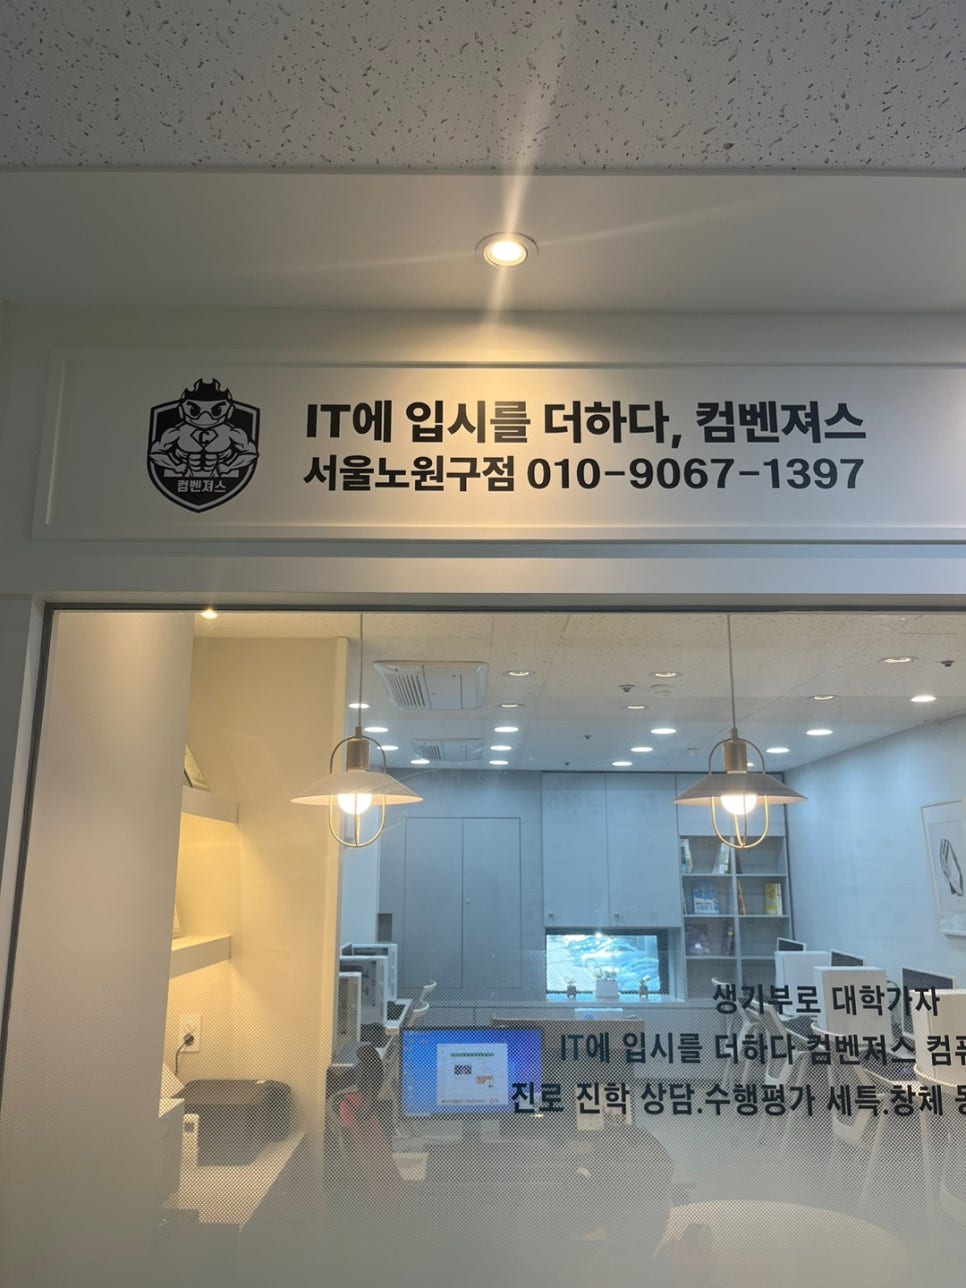 IT에 입시를 더하다, 컴벤져스
서울노원구점 010-9067-1397
C
컴벤져스
생기부로 대학가자
IT에 입시를 더하다 컴벤져스
진로 진학 상담.수행평가 세특.창체